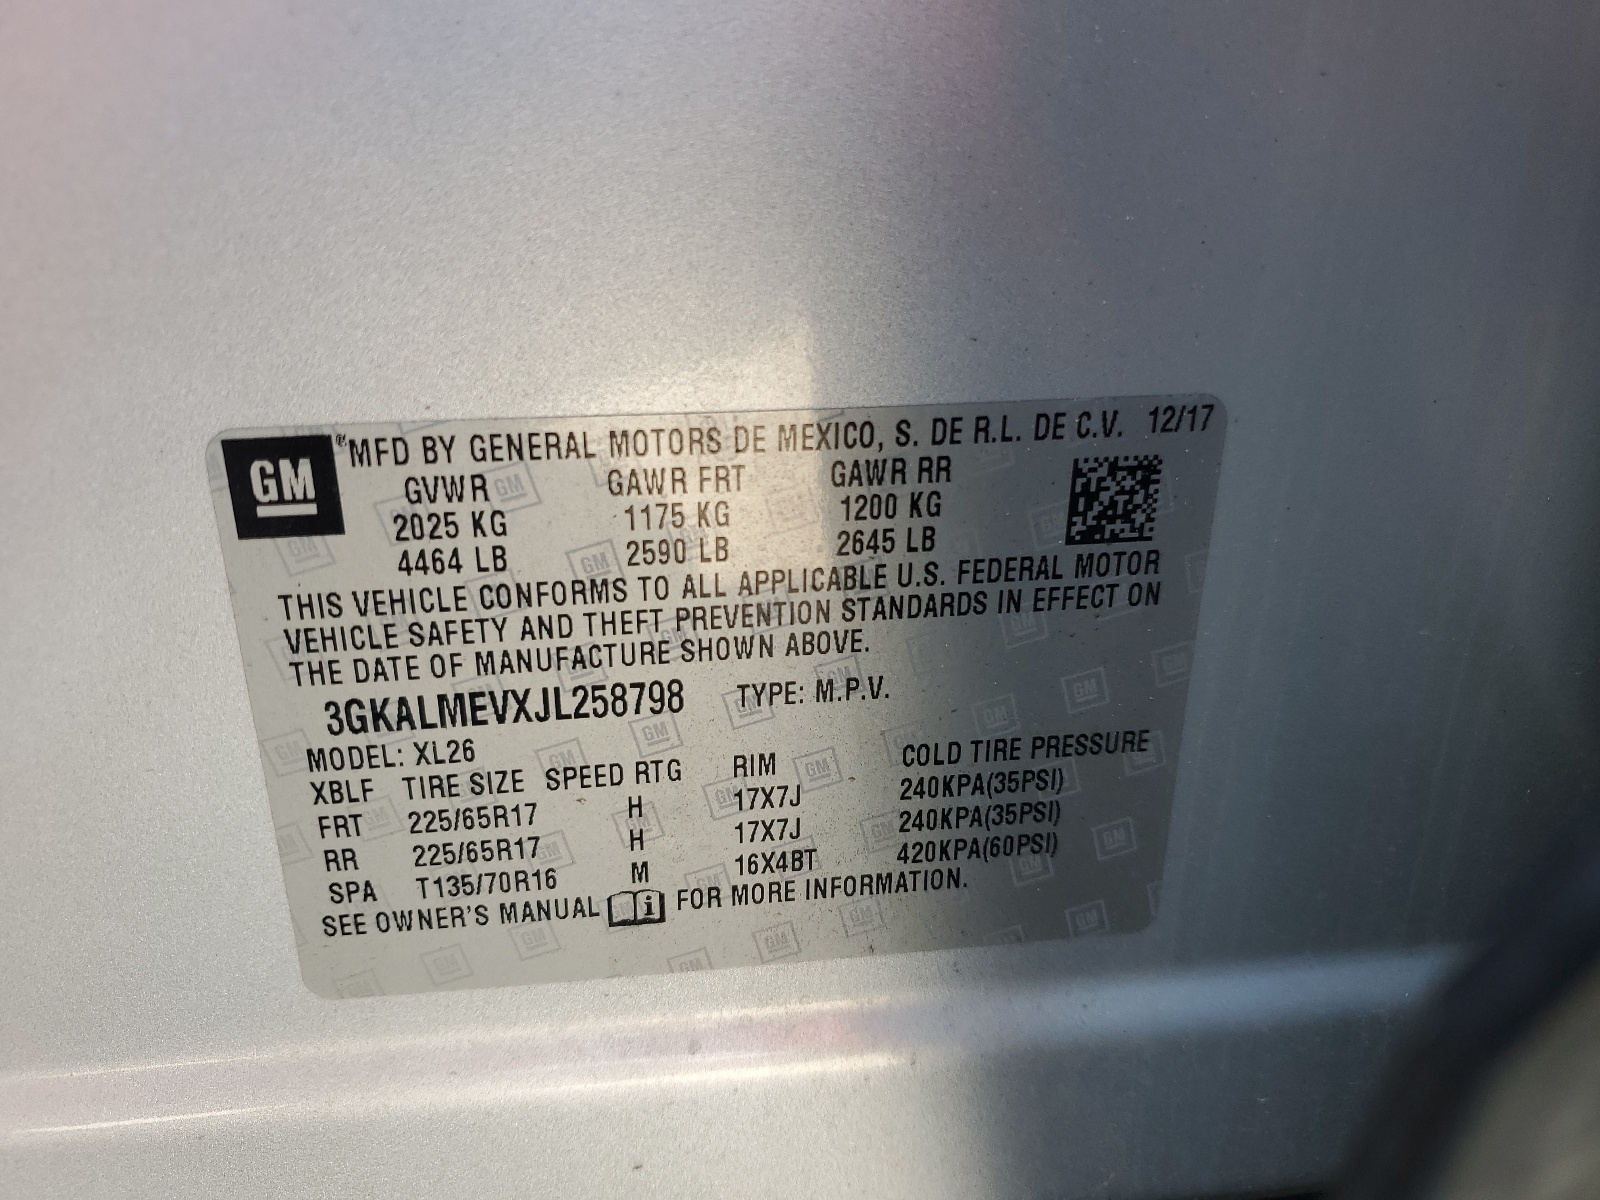 GM
® MFD BY GENERAL MOTORS DE MEXICO, S. DE R.L. DE C.V. 12/17
GVWR GAWR FRT GAWR RR
2025 KG 1175 KG 1200 KG
4464 LB 2590 LB 2645 LB
THIS VEHICLE CONFORMS TO ALL APPLICABLE U.S. FEDERAL MOTOR
VEHICLE SAFETY AND THEFT PREVENTION STANDARDS IN EFFECT ON
THE DATE OF MANUFACTURE SHOWN ABOVE.
3GKALMEVXJL258798 TYPE: M.P.V.
MODEL: XL26
XBLF TIRE SIZE SPEED RTG RIM COLD TIRE PRESSURE
FRT 225/65R17 H 17X7J 240KPA(35PSI)
RR 225/65R17 H 17X7J 240KPA(35PSI)
SPA T135/70R16 M 16X4BT 420KPA(60PSI)
SEE OWNER'S MANUAL i FOR MORE INFORMATION.